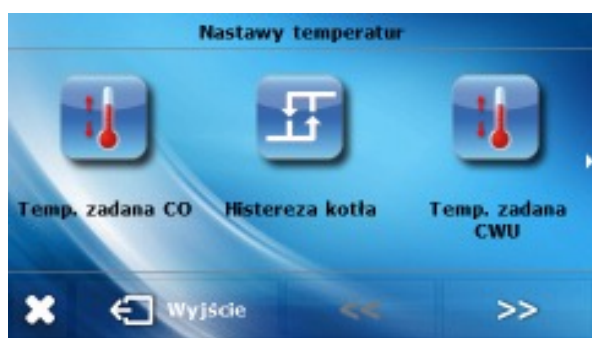 Nastawy temperatur
Temp. zadana CO
Histereza kotła
Temp. zadana
CWU
Wyjście
<<
>>